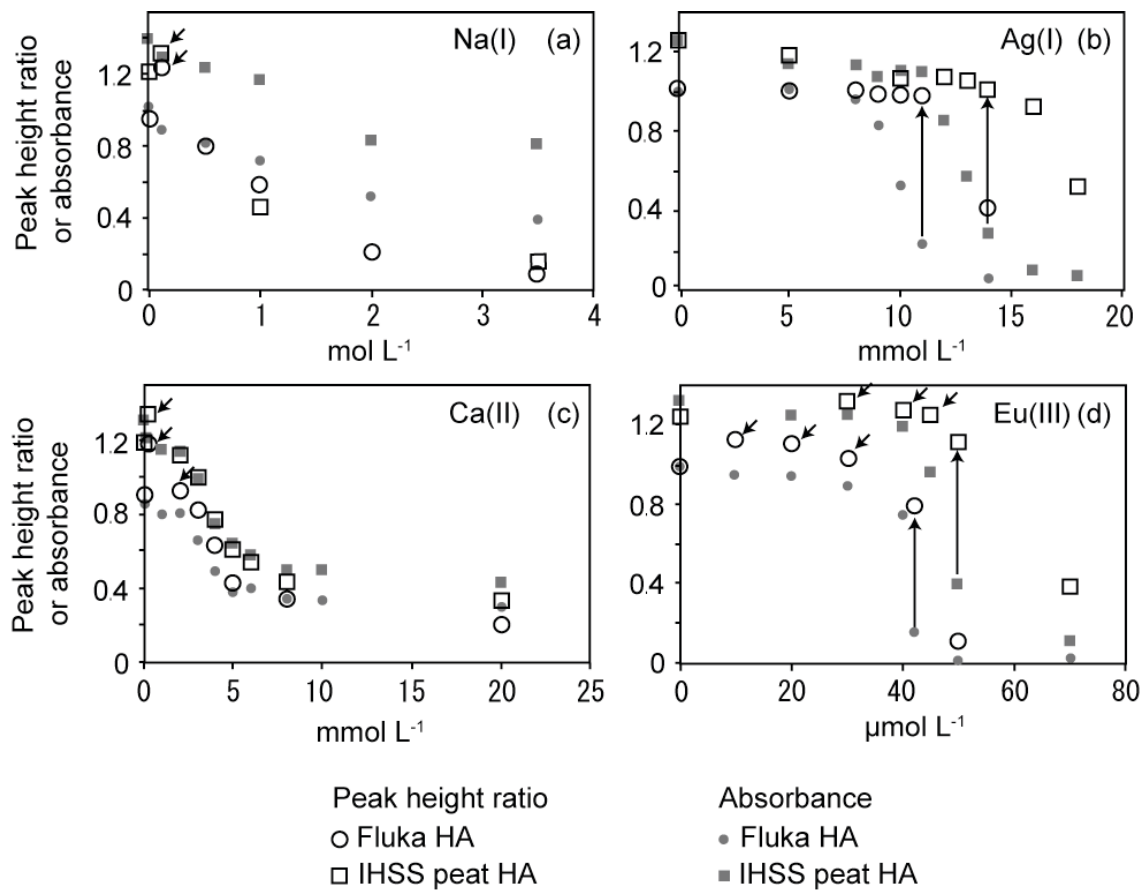 Na(I) (a)
Peak height ratio
or absorbance
1.2
0.8
0.4
0
0 1 2 3 4
mol L⁻¹
Ag(I) (b)
1.2
0.8
0.4
0
0 5 10 15 20
mmol L⁻¹
Ca(II) (c)
Peak height ratio
or absorbance
1.2
0.8
0.4
0
0 5 10 15 20 25
mmol L⁻¹
Eu(III) (d)
1.2
0.8
0.4
0
0 20 40 60 80
µmol L⁻¹
Peak height ratio
Fluka HA
IHSS peat HA
Absorbance
Fluka HA
IHSS peat HA